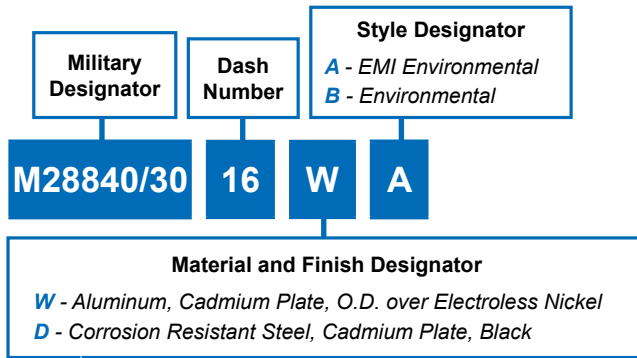 Military
Designator
Dash
Number
Style Designator
A - EMI Environmental
B - Environmental
M28840/30
16
W
A
Material and Finish Designator
W - Aluminum, Cadmium Plate, O.D. over Electroless Nickel
D - Corrosion Resistant Steel, Cadmium Plate, Black